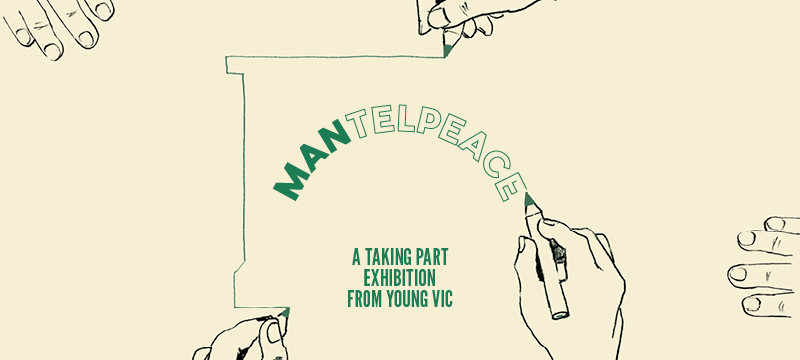 MANTELPEACE
A TAKING PART
EXHIBITION
FROM YOUNG VIC